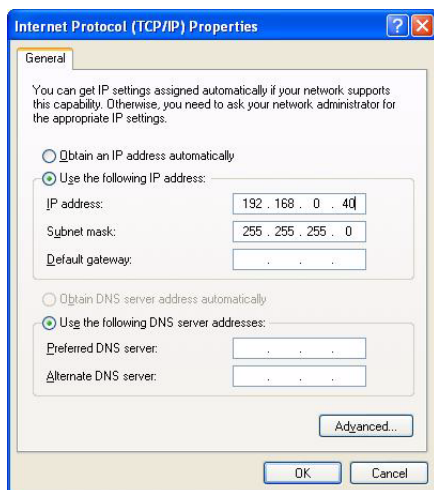 Internet Protocol (TCP/IP) Properties
General
You can get IP settings assigned automatically if your network supports
this capability. Otherwise, you need to ask your network administrator for
the appropriate IP settings.
Obtain an IP address automatically
Use the following IP address:
IP address: 192 . 168 . 0 . 40
Subnet mask: 255 . 255 . 255 . 0
Default gateway: . . .
Obtain DNS server address automatically
Use the following DNS server addresses:
Preferred DNS server: . . .
Alternate DNS server: . . .
Advanced...
OK Cancel